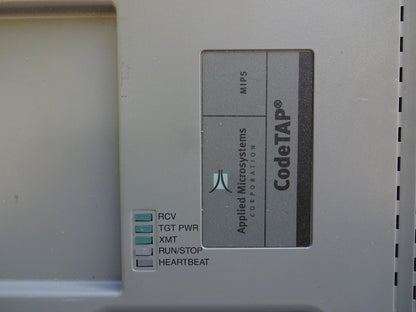 MIPS
Applied Microsystems
CORPORATION
CodeTAP®
RCV
TGT PWR
XMT
RUN/STOP
HEARTBEAT